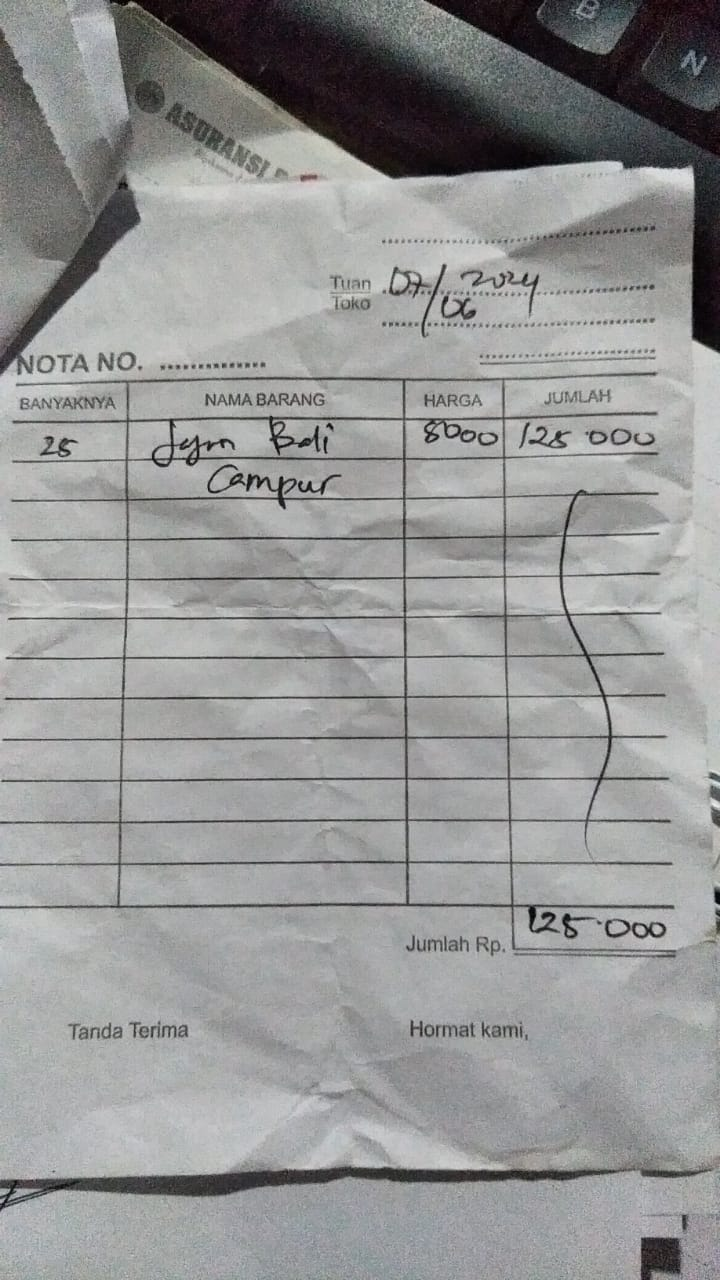 B
N
ASURANSI
Tuan
Toko
07/06 2024
NOTA NO.
BANYAKNYA NAMA BARANG HARGA JUMLAH
25 Bali 8000 125 000
Campur
Jumlah Rp. 125.000
Tanda Terima Hormat kami,